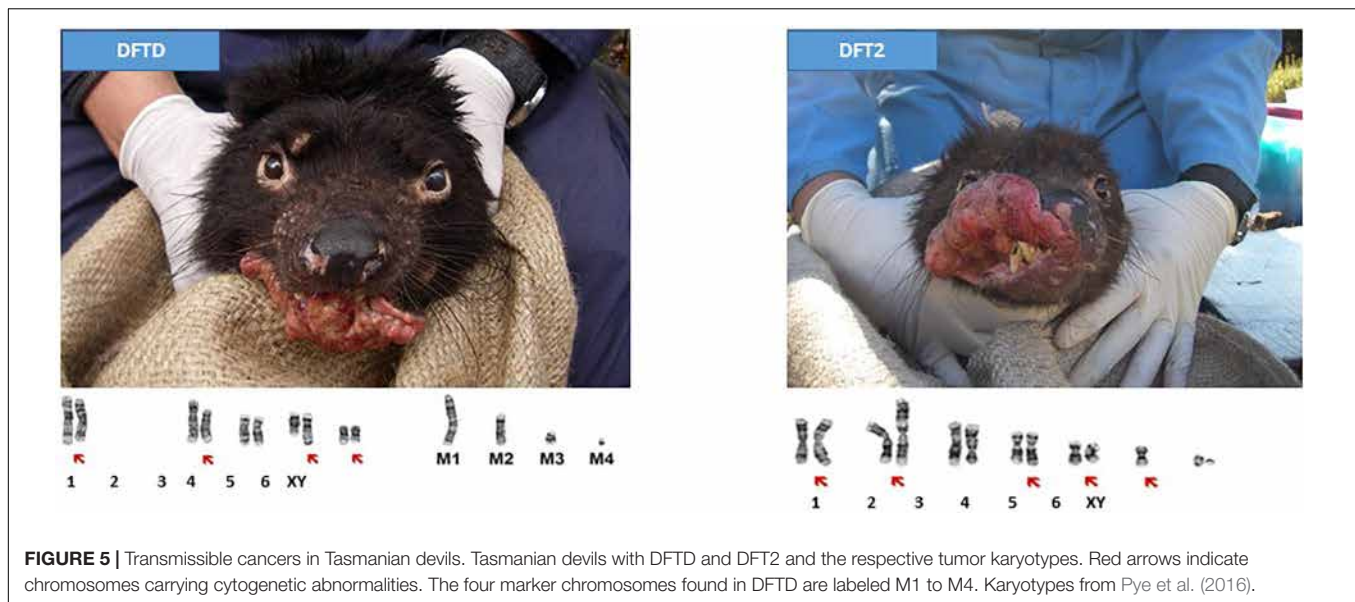 DFTD
DFT2
M1 M2 M3 M4
1 2 3 4 5 6 XY
1 2 3 4 5 6 XY
FIGURE 5 | Transmissible cancers in Tasmanian devils. Tasmanian devils with DFTD and DFT2 and the respective tumor karyotypes. Red arrows indicate
chromosomes carrying cytogenetic abnormalities. The four marker chromosomes found in DFTD are labeled M1 to M4. Karyotypes from Pye et al. (2016).